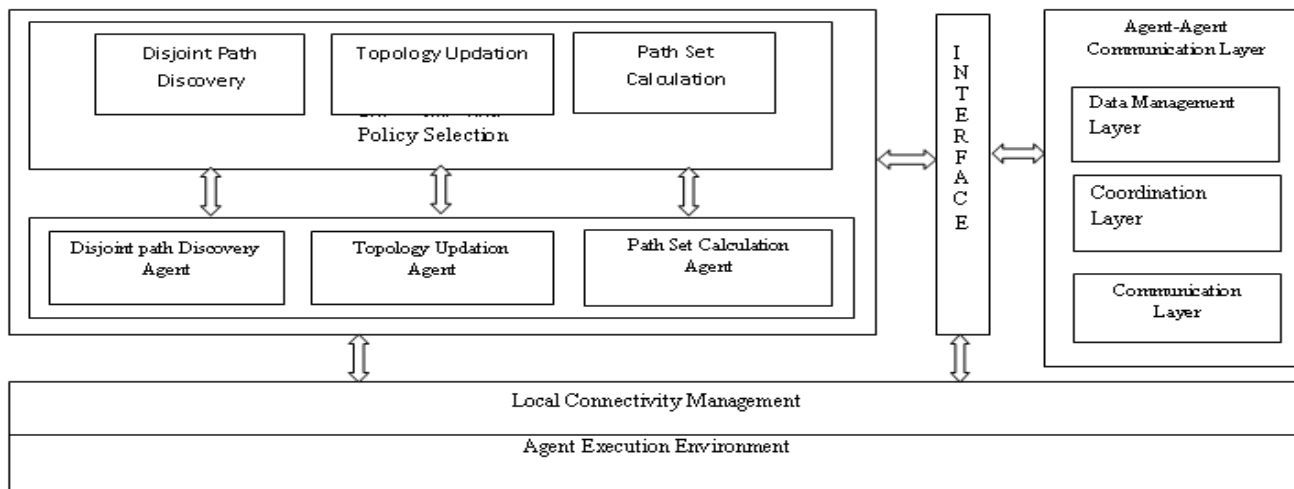 Disjoint Path
Discovery
Topology Updation
Path Set
Calculation
Policy Selection
Disjoint path Discovery
Agent
Topology Updation
Agent
Path Set Calculation
Agent
I
N
T
E
R
F
A
C
E
Agent-Agent
Communication Layer
Data Management
Layer
Coordination
Layer
Communication
Layer
Local Connectivity Management
Agent Execution Environment